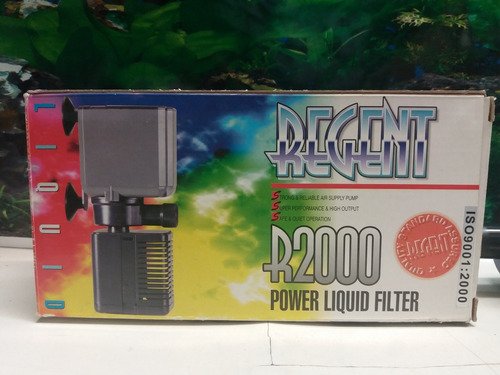 LIQUID
REGENT
STRONG & RELIABLE AIR SUPPLY PUMP
SUPER PERFORMANCE & HIGH OUTPUT
SAFE & QUIET OPERATION
R2000
POWER LIQUID FILTER
REGENT
ISO9001:2000